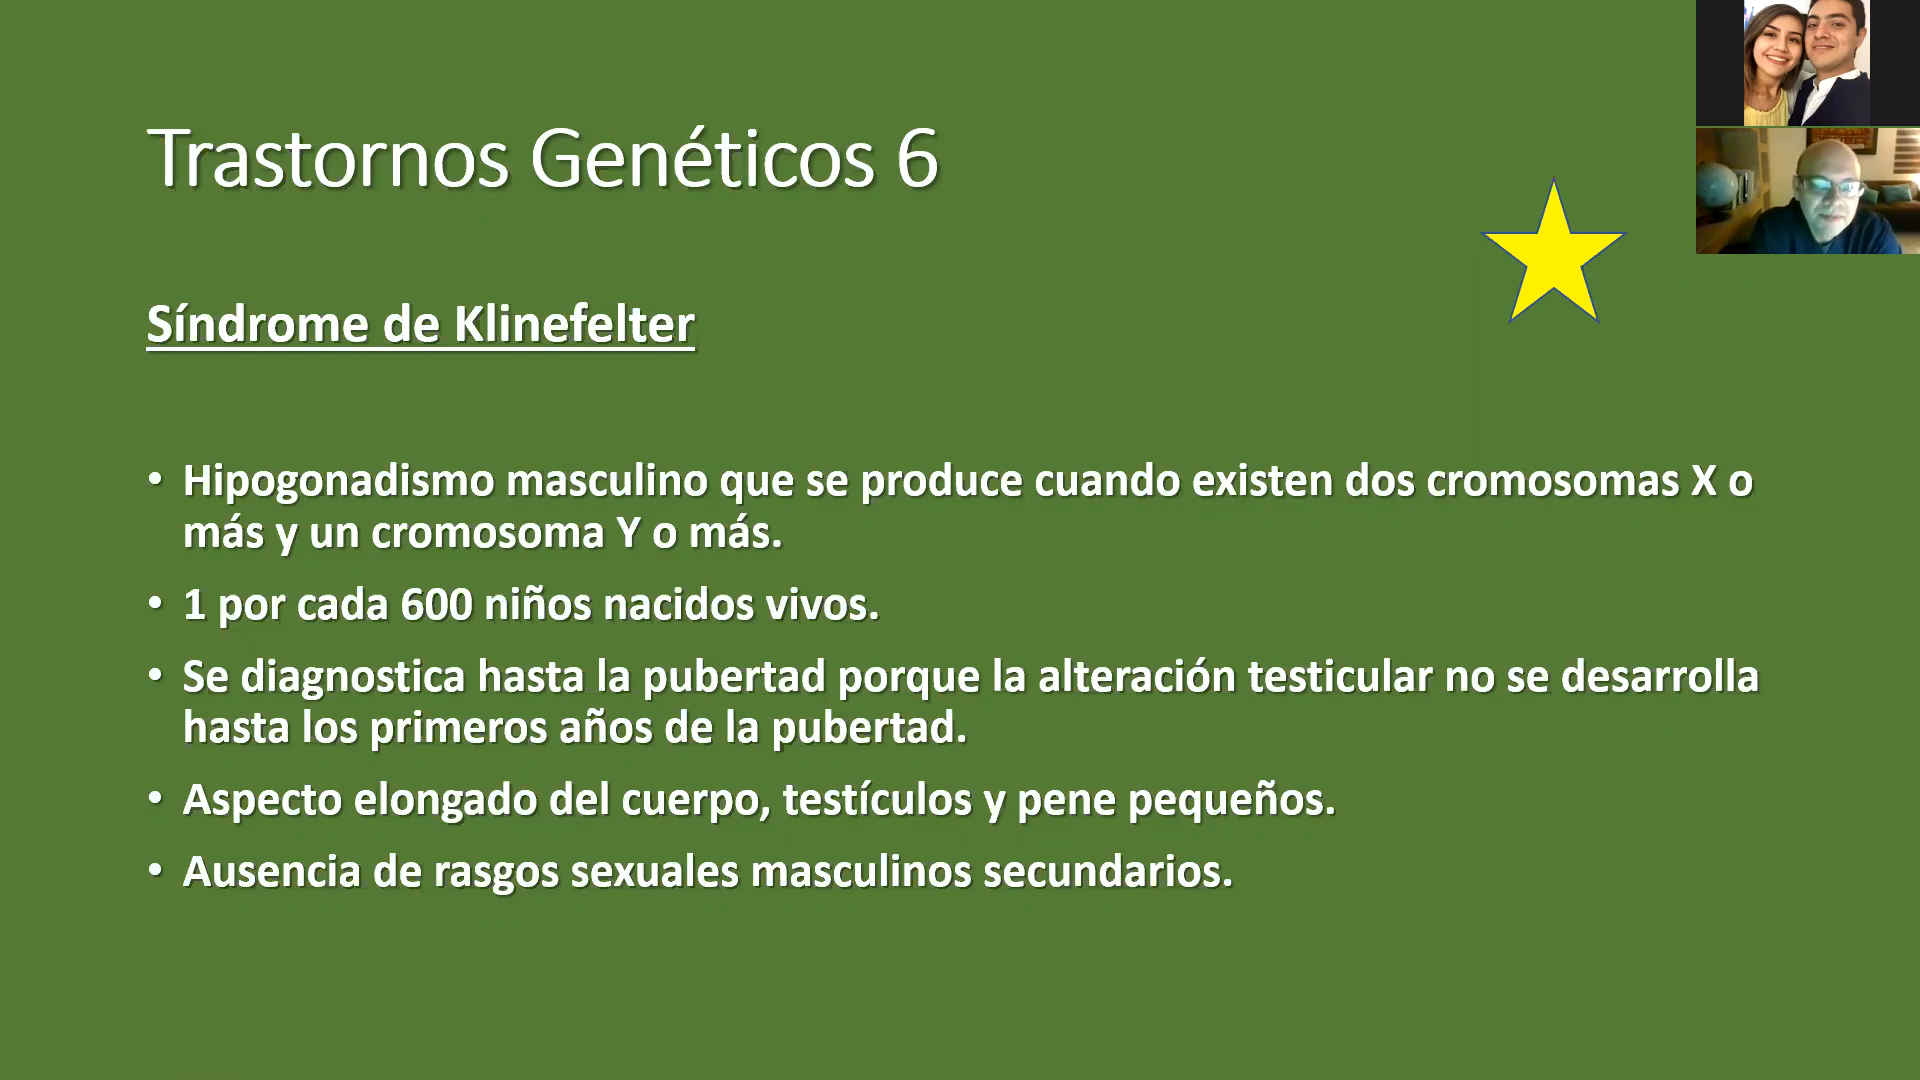 Trastornos Genéticos 6
Síndrome de Klinefelter
• Hipogonadismo masculino que se produce cuando existen dos cromosomas X o
más y un cromosoma Y o más.
• 1 por cada 600 niños nacidos vivos.
• Se diagnostica hasta la pubertad porque la alteración testicular no se desarrolla
hasta los primeros años de la pubertad.
• Aspecto elongado del cuerpo, testículos y pene pequeños.
• Ausencia de rasgos sexuales masculinos secundarios.